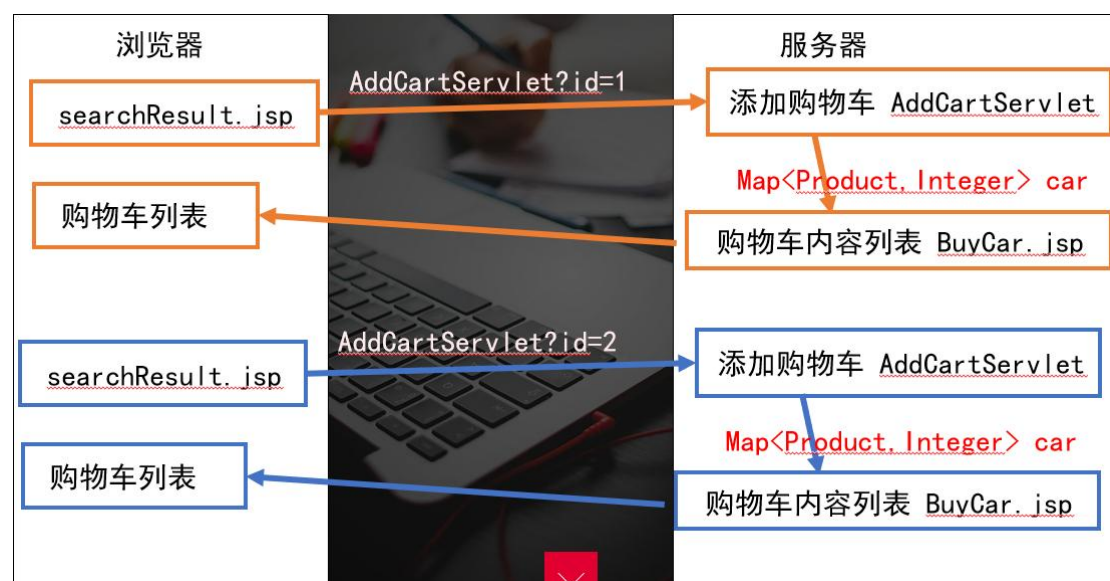 浏览器
服务器
AddCartServlet?id=1
searchResult.jsp
添加购物车 AddCartServlet
Map<Product,Integer> car
购物车列表
购物车内容列表 BuyCar.jsp
AddCartServlet?id=2
searchResult.jsp
添加购物车 AddCartServlet
Map<Product,Integer> car
购物车列表
购物车内容列表 BuyCar.jsp